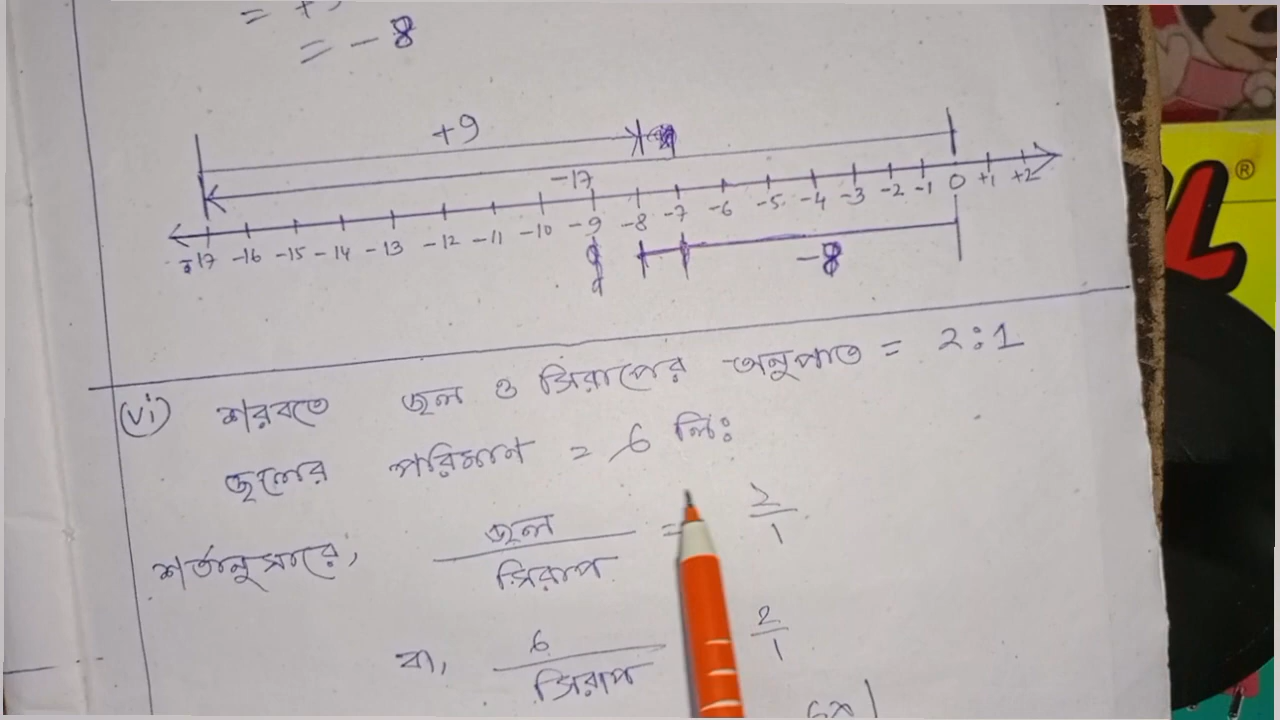 = +
= -8
+9
-17
-17 -16 -15 -14 -13 -12 -11 -10 -9 -8 -7 -6 -5 -4 -3 -2 -1 0 +1 +2
-8
(vi) শরবতে জল ও সিরাপের অনুপাত = 2:1
জলের পরিমাণ = 6 লিঃ
শর্তানুসারে, জল/সিরাপ = 2/1
বা, 6/সিরাপ 2/1
6×1
®